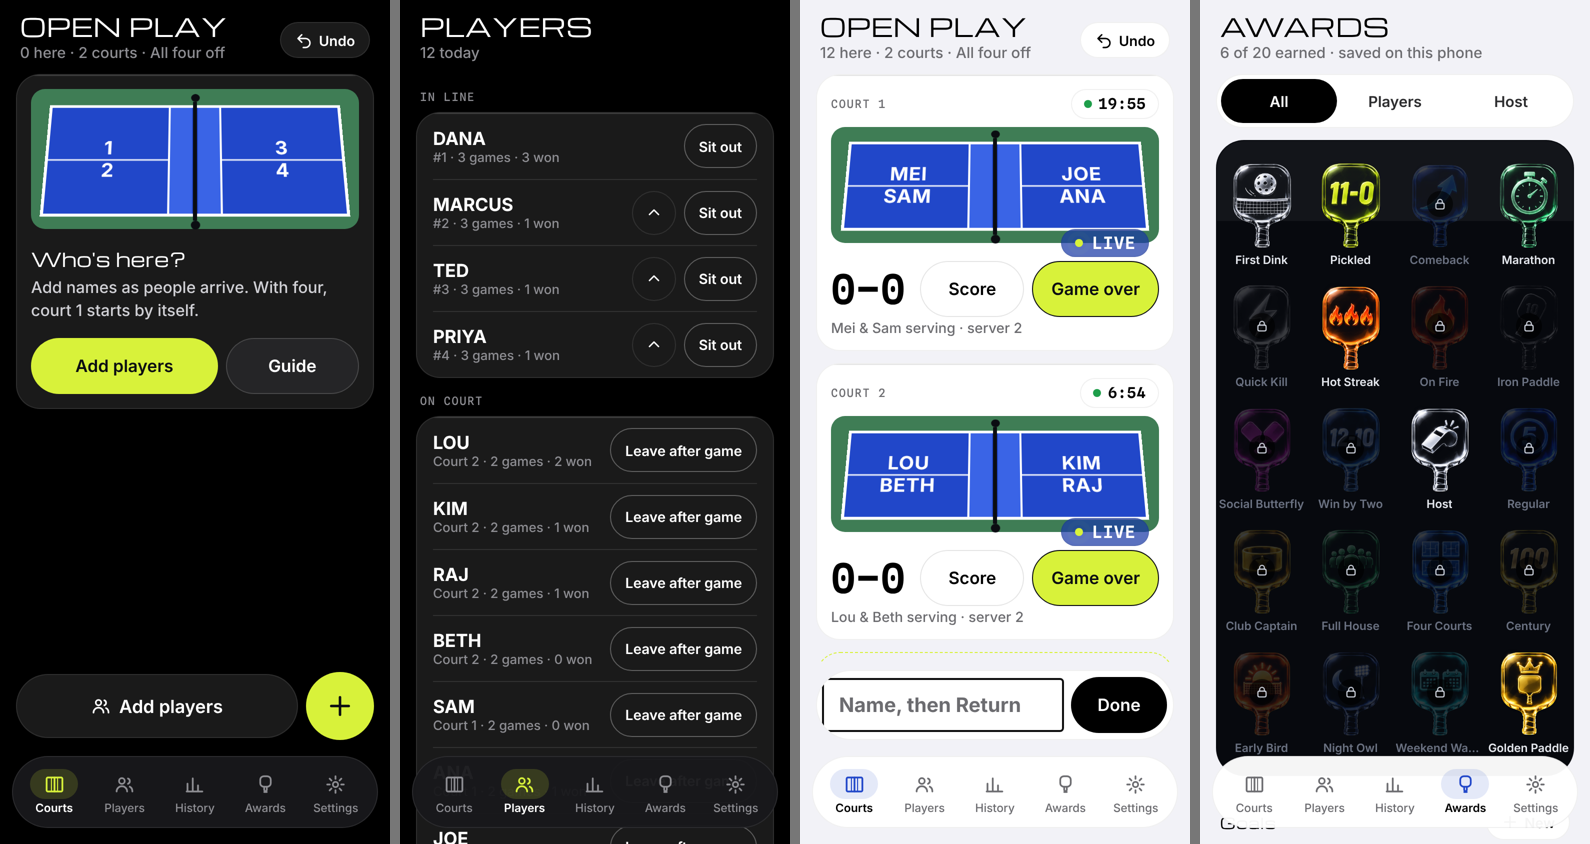 OPEN PLAY
0 here · 2 courts · All four off
Undo
1
2
3
4
Who's here?
Add names as people arrive. With four,
court 1 starts by itself.
Add players
Guide
Add players
Courts
Players
History
Awards
Settings
PLAYERS
12 today
IN LINE
DANA
#1 · 3 games · 3 won
Sit out
MARCUS
#2 · 3 games · 1 won
Sit out
TED
#3 · 3 games · 1 won
Sit out
PRIYA
#4 · 3 games · 1 won
Sit out
ON COURT
LOU
Court 2 · 2 games · 2 won
Leave after game
KIM
Court 2 · 2 games · 1 won
Leave after game
RAJ
Court 2 · 2 games · 1 won
Leave after game
BETH
Court 2 · 2 games · 0 won
Leave after game
SAM
Court 1 · 2 games · 0 won
Leave after game
ANA
Leave after game
Courts
Players
History
Awards
Settings
JOE
OPEN PLAY
12 here · 2 courts · All four off
Undo
COURT 1
19:55
MEI
SAM
JOE
ANA
LIVE
0–0
Score
Game over
Mei & Sam serving · server 2
COURT 2
6:54
LOU
BETH
KIM
RAJ
LIVE
0–0
Score
Game over
Lou & Beth serving · server 2
Name, then Return
Done
Courts
Players
History
Awards
Settings
AWARDS
6 of 20 earned · saved on this phone
All
Players
Host
11-0
First Dink
Pickled
Comeback
Marathon
10
Quick Kill
Hot Streak
On Fire
Iron Paddle
12-10
5
Social Butterfly
Win by Two
Host
Regular
100
Club Captain
Full House
Four Courts
Century
Early Bird
Night Owl
Weekend Wa...
Golden Paddle
Courts
Players
History
Awards
Settings
Goals
+ New